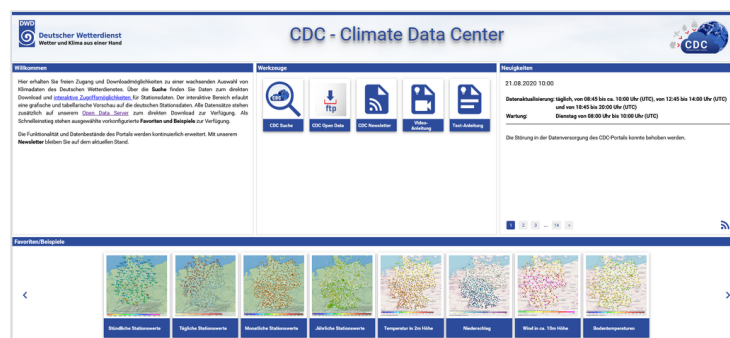 DWD
Deutscher Wetterdienst
Wetter und Klima aus einer Hand
CDC - Climate Data Center
CDC
Willkommen
Hier erhalten Sie freien Zugang und Downloadmöglichkeiten zu einer wachsenden Auswahl von
Klimadaten des Deutschen Wetterdienstes. Über die Suche finden Sie Daten zum direkten
Download und interaktive Zugriffsmöglichkeiten für Stationsdaten. Der interaktive Bereich erlaubt
eine grafische und tabellarische Vorschau auf die deutschen Stationsdaten. Alle Datensätze stehen
zusätzlich auf unserem Open Data Server zum direkten Download zur Verfügung. Als
Schnelleinstieg stehen ausgewählte vorkonfigurierte Favoriten und Beispiele zur Verfügung.
Die Funktionalität und Datenbestände des Portals werden kontinuierlich erweitert. Mit unserem
Newsletter bleiben Sie auf dem aktuellen Stand.
Werkzeuge
CDC
ftp
CDC Suche
CDC Open Data
CDC Newsletter
Video-
Anleitung
Text-Anleitung
Neuigkeiten
21.08.2020 10:00
Datenaktualisierung: täglich, von 08:45 bis ca. 10:00 Uhr (UTC), von 12:45 bis 14:00 Uhr (UTC)
und von 18:45 bis 20:00 Uhr (UTC)
Wartung: Dienstag von 08:00 Uhr bis 10:00 Uhr (UTC)
Die Störung in der Datenversorgung des CDC-Portals konnte behoben werden.
1 2 3 ... 14 »
Favoriten/Beispiele
Stündliche Stationswerte
Tägliche Stationswerte
Monatliche Stationswerte
Jährliche Stationswerte
Temperatur in 2m Höhe
Niederschlag
Wind in ca. 10m Höhe
Bodentemperaturen